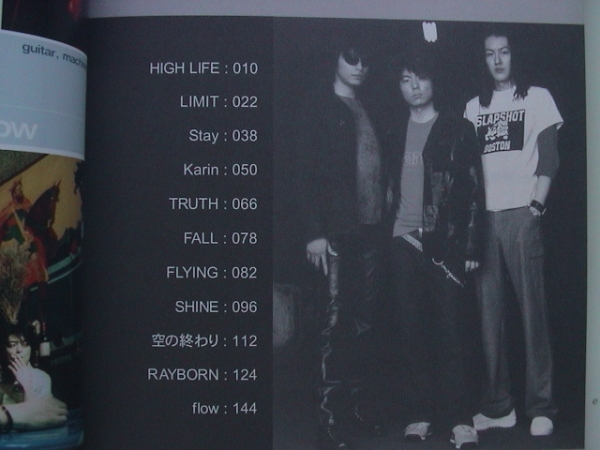 guitar, machine
ow
HIGH LIFE : 010
LIMIT : 022
Stay : 038
Karin : 050
TRUTH : 066
FALL : 078
FLYING : 082
SHINE : 096
空の終わり : 112
RAYBORN : 124
flow : 144
SLAPSHOT
BOSTON